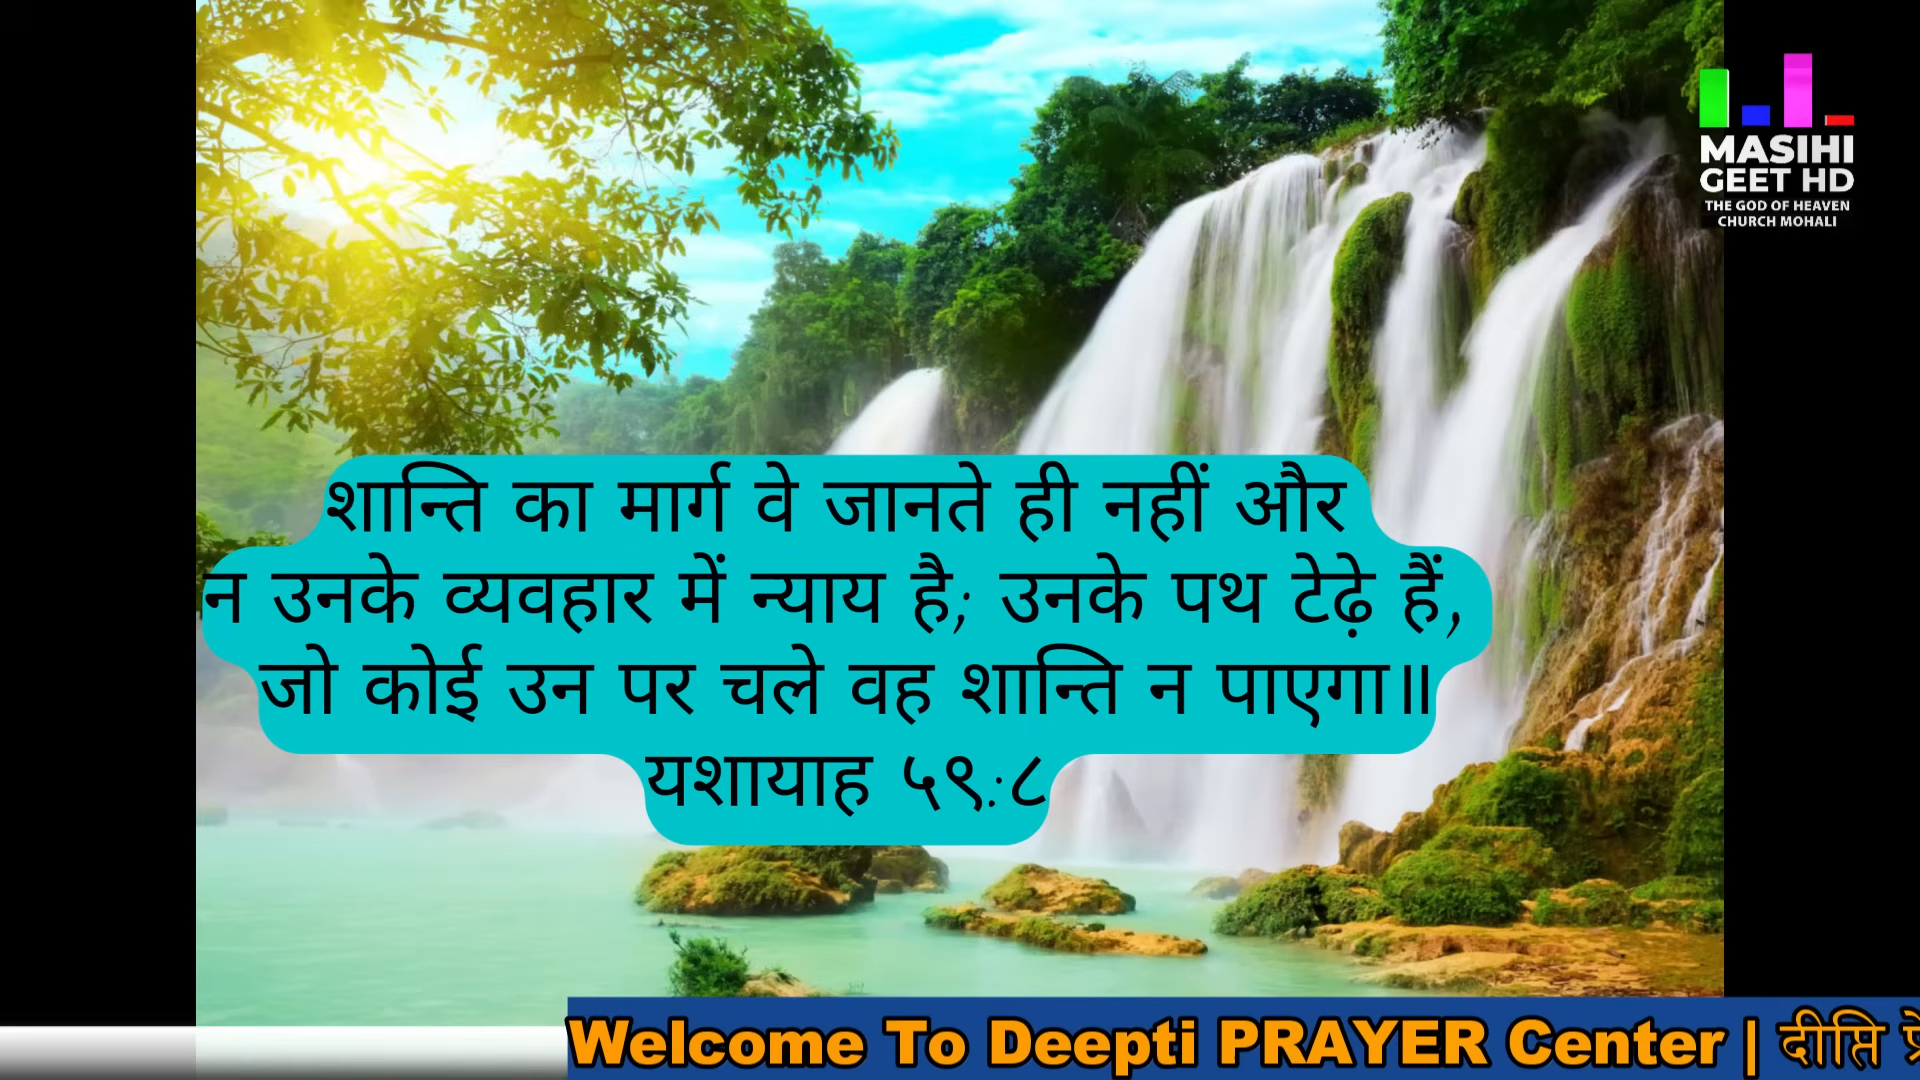 MASIHI
GEET HD
THE GOD OF HEAVEN
CHURCH MOHALI
शान्ति का मार्ग वे जानते ही नहीं और
न उनके व्यवहार में न्याय है; उनके पथ टेढ़े हैं,
जो कोई उन पर चले वह शान्ति न पाएगा॥
यशायाह ५९:८
Welcome To Deepti PRAYER Center | दीप्ति